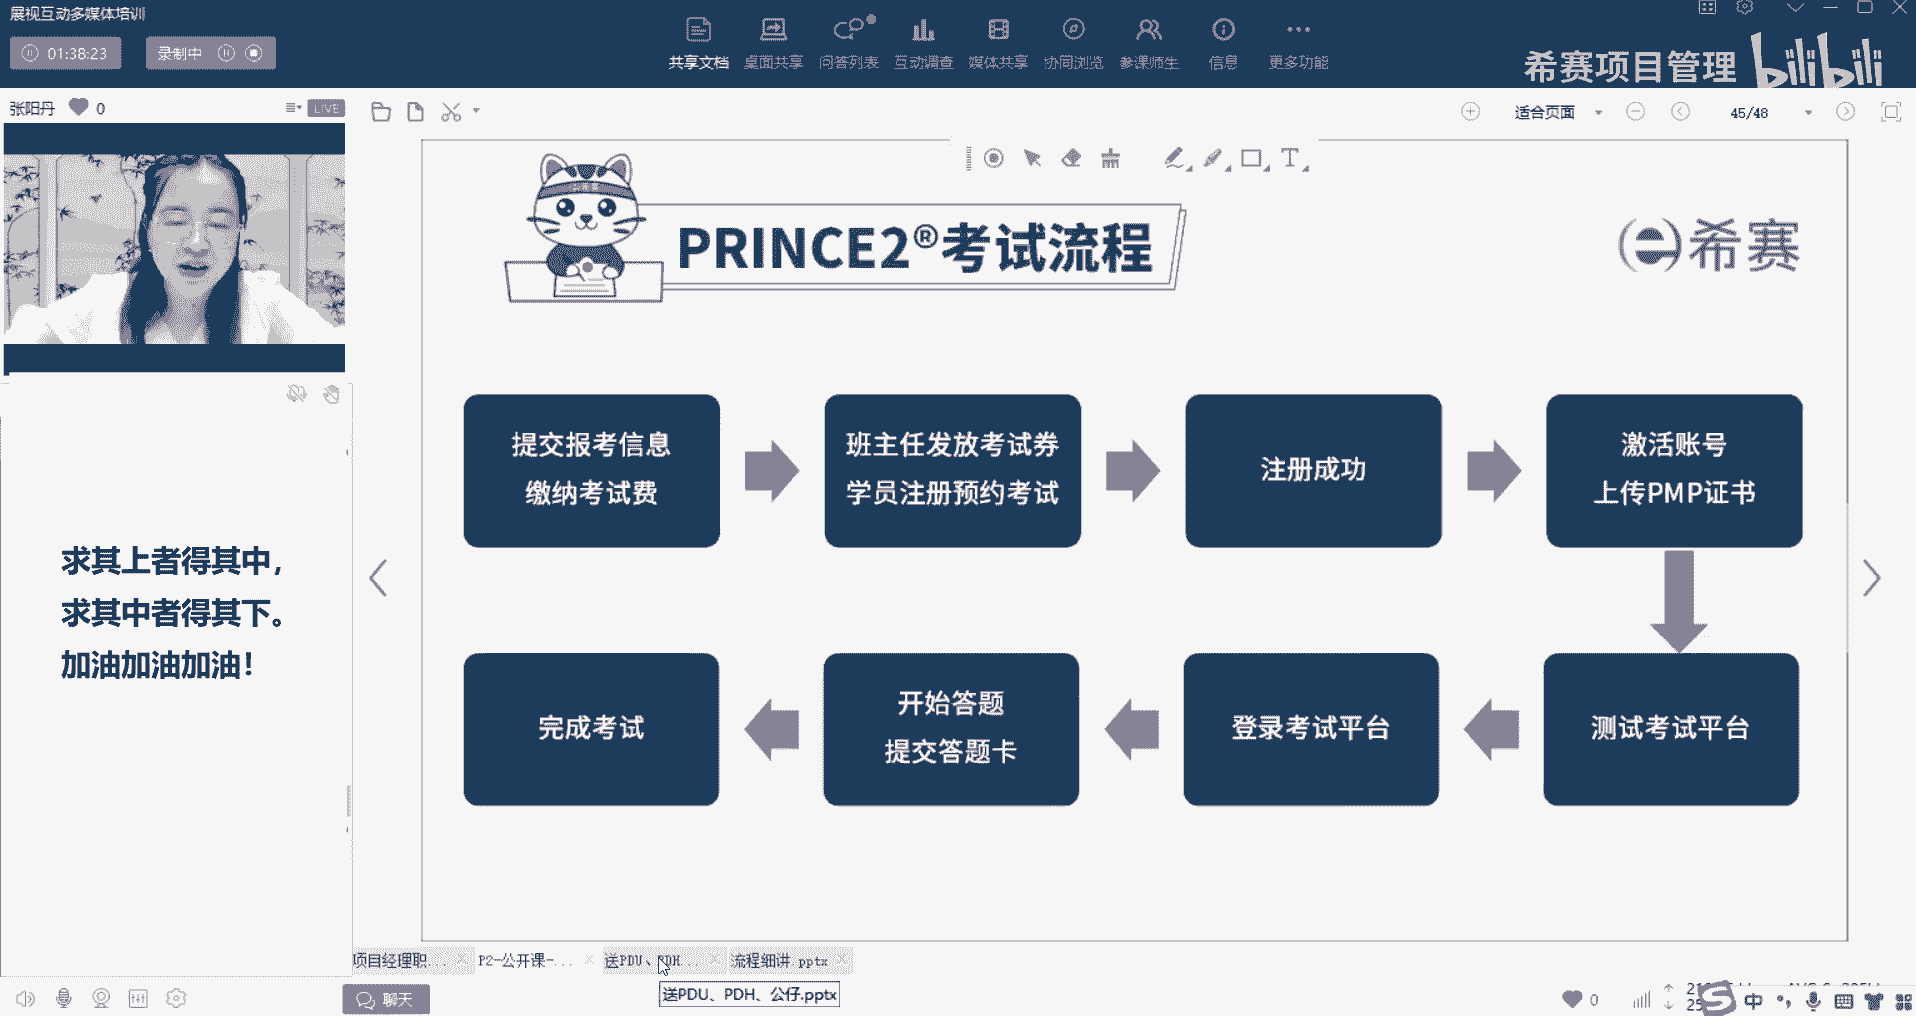 展视互动多媒体培训
01:38:23
录制中
共享文档
桌面共享
问答列表
互动调查
媒体共享
协同浏览
参课师生
信息
更多功能
希赛项目管理
bilibili
张阳丹
0
LIVE
适合页面
45/48
PRINCE2®考试流程
希赛
提交报考信息
缴纳考试费
班主任发放考试券
学员注册预约考试
注册成功
激活账号
上传PMP证书
求其上者得其中，
求其中者得其下。
加油加油加油！
完成考试
开始答题
提交答题卡
登录考试平台
测试考试平台
项目经理职...
P2-公开课-...
送PDU、PDH...
流程细讲.pptx
送PDU、PDH、公仔.pptx
聊天
0
中